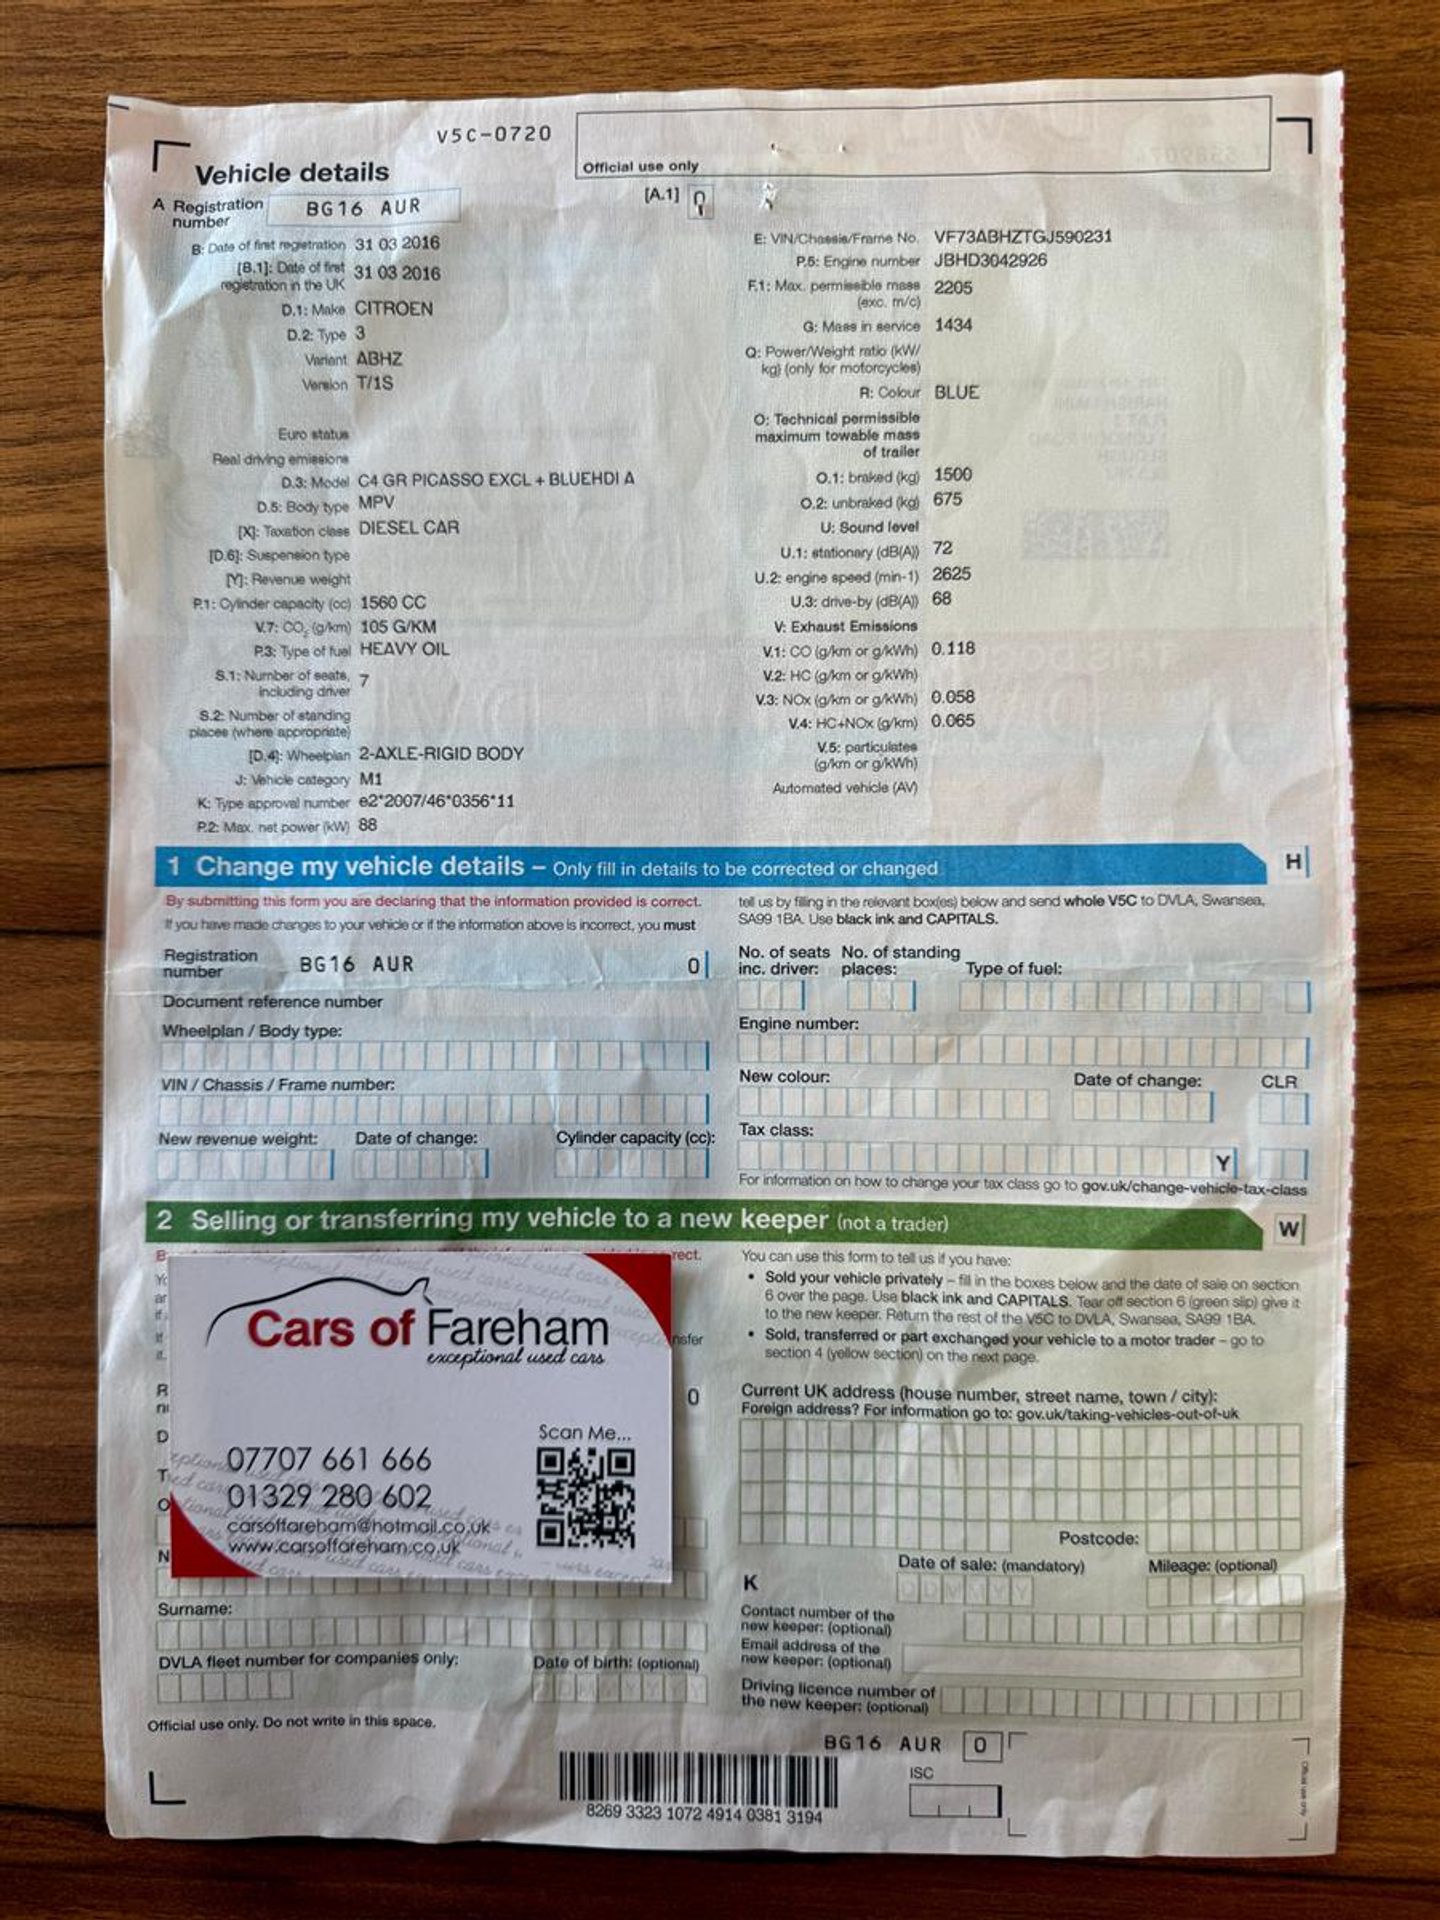 V5C-0720
Official use only
Vehicle details
A Registration number BG16 AUR
[A.1] 0
B: Date of first registration 31 03 2016
[B.1]: Date of first registration in the UK 31 03 2016
D.1: Make CITROEN
D.2: Type 3
Variant ABHZ
Version T/1S
Euro status
Real driving emissions
D.3: Model C4 GR PICASSO EXCL + BLUEHDI A
D.5: Body type MPV
[X]: Taxation class DIESEL CAR
[D.6]: Suspension type
[Y]: Revenue weight
P.1: Cylinder capacity (cc) 1560 CC
V.7: CO2 (g/km) 105 G/KM
P.3: Type of fuel HEAVY OIL
S.1: Number of seats, including driver 7
S.2: Number of standing places (where appropriate)
[D.4]: Wheelplan 2-AXLE-RIGID BODY
J: Vehicle category M1
K: Type approval number e2*2007/46*0356*11
P.2: Max. net power (kW) 88
E: VIN/Chassis/Frame No. VF73ABHZTGJ590231
P.5: Engine number JBHD3042926
F.1: Max. permissible mass (exc. m/c) 2205
G: Mass in service 1434
Q: Power/Weight ratio (kW/kg) (only for motorcycles)
R: Colour BLUE
O: Technical permissible maximum towable mass of trailer
O.1: braked (kg) 1500
O.2: unbraked (kg) 675
U: Sound level
U.1: stationary (dB(A)) 72
U.2: engine speed (min-1) 2625
U.3: drive-by (dB(A)) 68
V: Exhaust Emissions
V.1: CO (g/km or g/kWh) 0.118
V.2: HC (g/km or g/kWh)
V.3: NOx (g/km or g/kWh) 0.058
V.4: HC+NOx (g/km) 0.065
V.5: particulates (g/km or g/kWh)
Automated vehicle (AV)
1 Change my vehicle details – Only fill in details to be corrected or changed
H
By submitting this form you are declaring that the information provided is correct.
If you have made changes to your vehicle or if the information above is incorrect, you must
tell us by filling in the relevant box(es) below and send whole V5C to DVLA, Swansea,
SA99 1BA. Use black ink and CAPITALS.
Registration number BG16 AUR 0
Document reference number
Wheelplan / Body type:
VIN / Chassis / Frame number:
New revenue weight: Date of change: Cylinder capacity (cc):
No. of seats inc. driver: No. of standing places: Type of fuel:
Engine number:
New colour: Date of change: CLR
Tax class:
Y
For information on how to change your tax class go to gov.uk/change-vehicle-tax-class
2 Selling or transferring my vehicle to a new keeper (not a trader)
W
Cars of Fareham
exceptional used cars
Scan Me...
07707 661 666
01329 280 602
carsoffareham@hotmail.co.uk
www.carsoffareham.co.uk
0
Surname:
DVLA fleet number for companies only: Date of birth: (optional)
You can use this form to tell us if you have:
• Sold your vehicle privately – fill in the boxes below and the date of sale on section
6 over the page. Use black ink and CAPITALS. Tear off section 6 (green slip) give it
to the new keeper. Return the rest of the V5C to DVLA, Swansea, SA99 1BA.
• Sold, transferred or part exchanged your vehicle to a motor trader – go to
section 4 (yellow section) on the next page.
Current UK address (house number, street name, town / city):
Foreign address? For information go to: gov.uk/taking-vehicles-out-of-uk
Postcode:
Date of sale: (mandatory) Mileage: (optional)
K
Contact number of the new keeper: (optional)
Email address of the new keeper: (optional)
Driving licence number of the new keeper: (optional)
Official use only. Do not write in this space.
BG16 AUR 0
ISC
8269 3323 1072 4914 0381 3194
Official use only